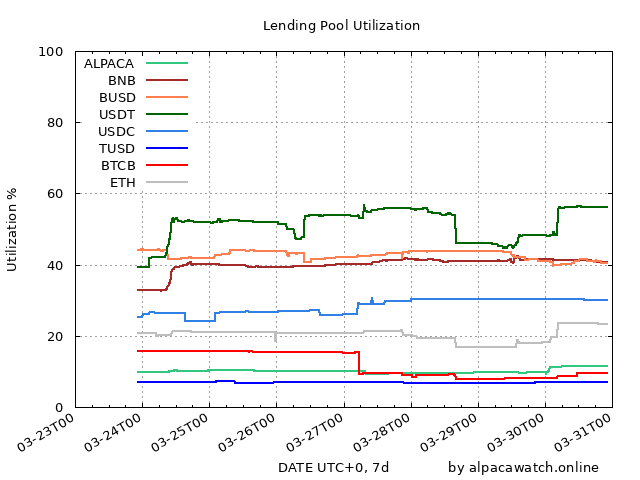 Lending Pool Utilization
100
80
60
40
20
0
Utilization %
ALPACA
BNB
BUSD
USDT
USDC
TUSD
BTCB
ETH
03-23T00
03-24T00
03-25T00
03-26T00
03-27T00
03-28T00
03-29T00
03-30T00
03-31T00
DATE UTC+0, 7d
by alpacawatch.online